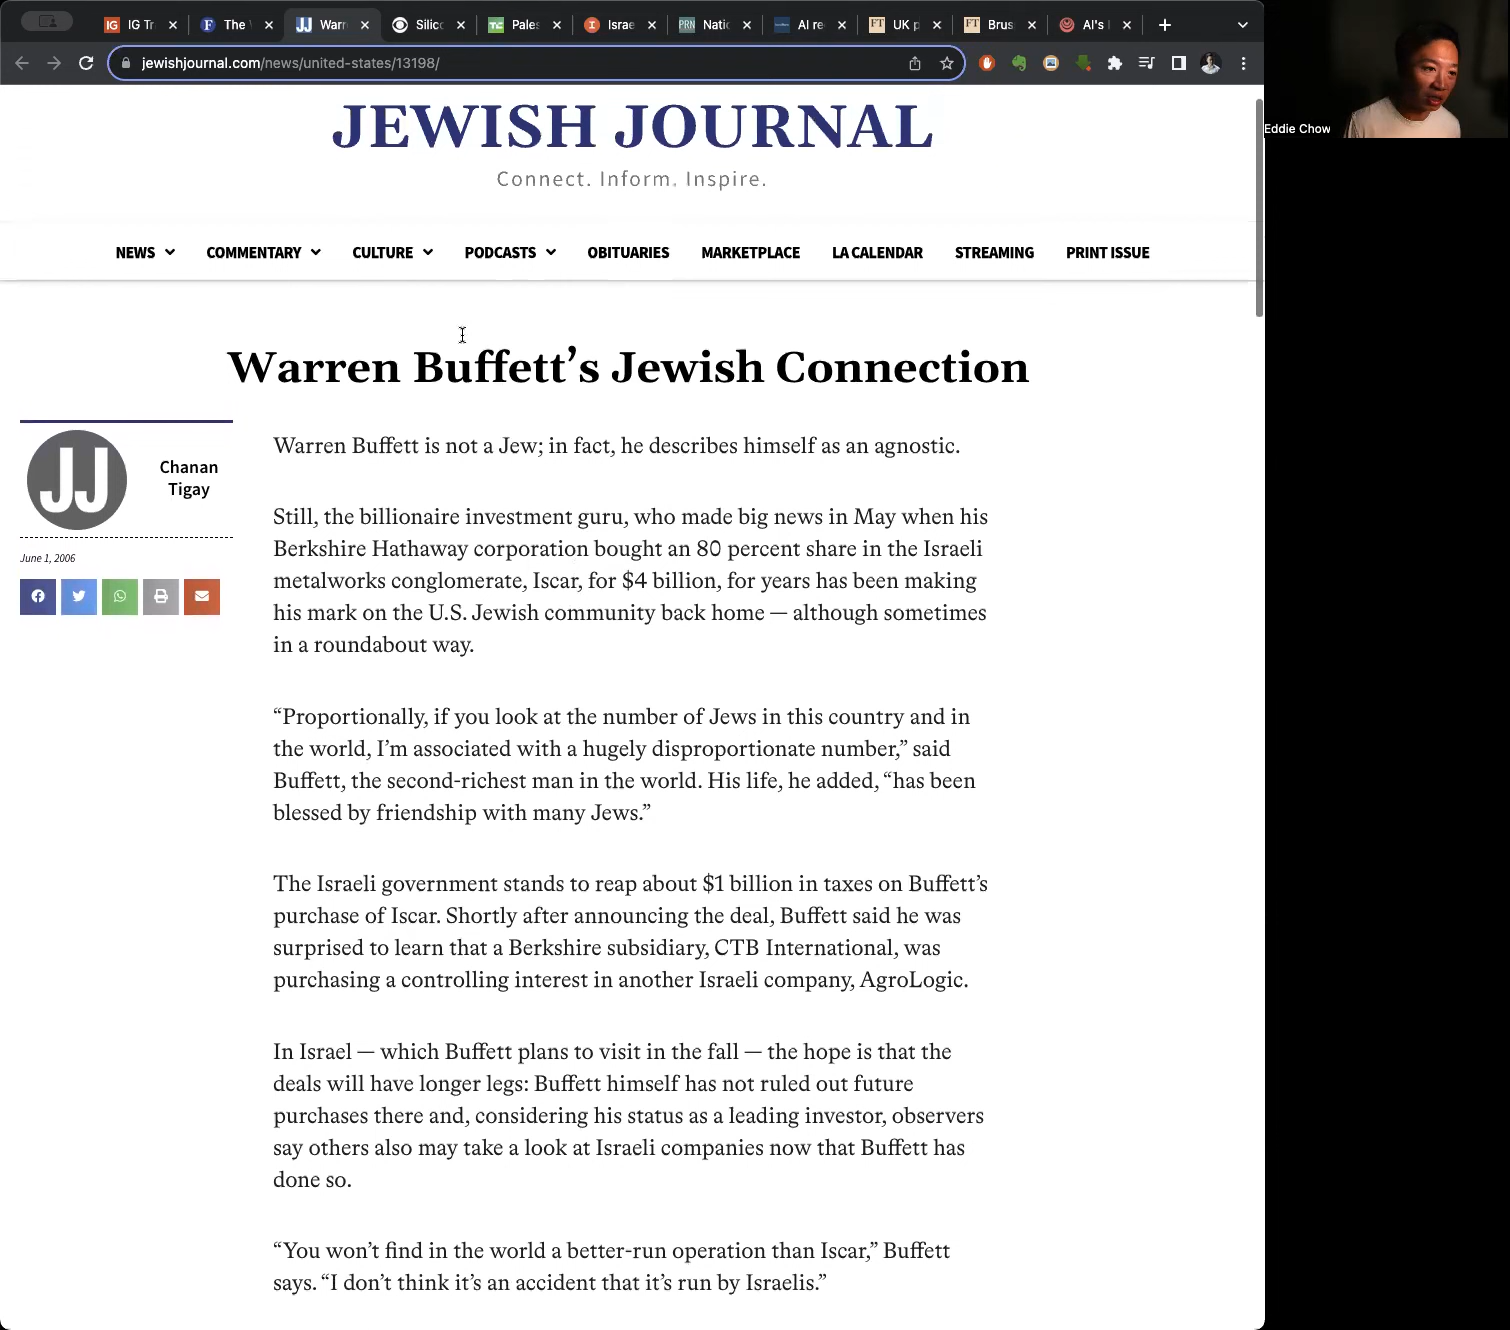 IG Tr
The
Warr
Silic
Pales
Israe
Natic
AI re
UK p
Brus
AI's
jewishjournal.com/news/united-states/13198/
Eddie Chow
JEWISH JOURNAL
Connect. Inform. Inspire.
NEWS COMMENTARY CULTURE PODCASTS OBITUARIES MARKETPLACE LA CALENDAR STREAMING PRINT ISSUE
Warren Buffett’s Jewish Connection
JJ
Chanan
Tigay
June 1, 2006
Warren Buffett is not a Jew; in fact, he describes himself as an agnostic.
Still, the billionaire investment guru, who made big news in May when his
Berkshire Hathaway corporation bought an 80 percent share in the Israeli
metalworks conglomerate, Iscar, for $4 billion, for years has been making
his mark on the U.S. Jewish community back home — although sometimes
in a roundabout way.
“Proportionally, if you look at the number of Jews in this country and in
the world, I’m associated with a hugely disproportionate number,” said
Buffett, the second-richest man in the world. His life, he added, “has been
blessed by friendship with many Jews.”
The Israeli government stands to reap about $1 billion in taxes on Buffett’s
purchase of Iscar. Shortly after announcing the deal, Buffett said he was
surprised to learn that a Berkshire subsidiary, CTB International, was
purchasing a controlling interest in another Israeli company, AgroLogic.
In Israel — which Buffett plans to visit in the fall — the hope is that the
deals will have longer legs: Buffett himself has not ruled out future
purchases there and, considering his status as a leading investor, observers
say others also may take a look at Israeli companies now that Buffett has
done so.
“You won’t find in the world a better-run operation than Iscar,” Buffett
says. “I don’t think it’s an accident that it’s run by Israelis.”